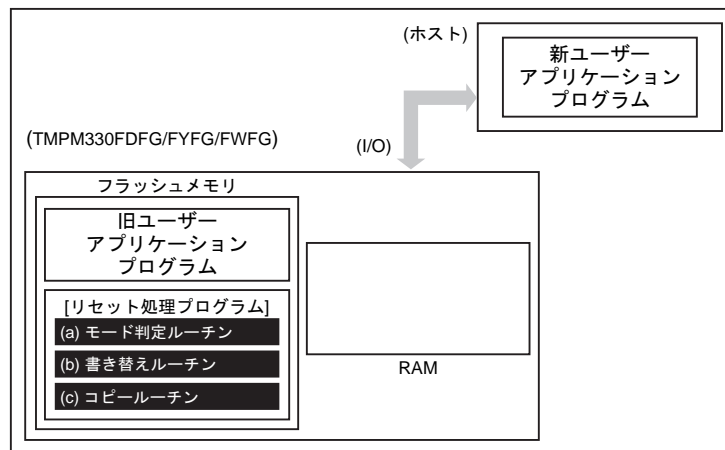 (ホスト)
新ユーザー
アプリケーション
プログラム
(TMPM330FDFG/FYFG/FWFG)
(I/O)
フラッシュメモリ
旧ユーザー
アプリケーション
プログラム
[リセット処理プログラム]
(a) モード判定ルーチン
(b) 書き替えルーチン
(c) コピールーチン
RAM